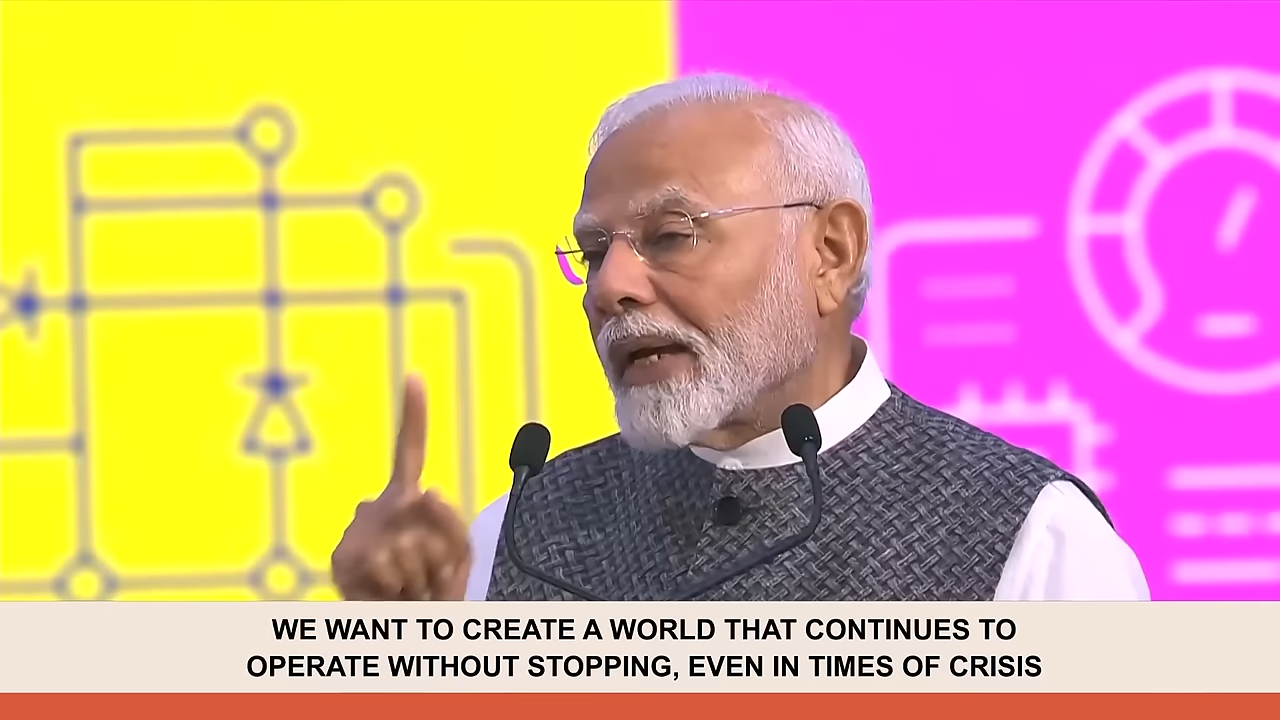 WE WANT TO CREATE A WORLD THAT CONTINUES TO
OPERATE WITHOUT STOPPING, EVEN IN TIMES OF CRISIS